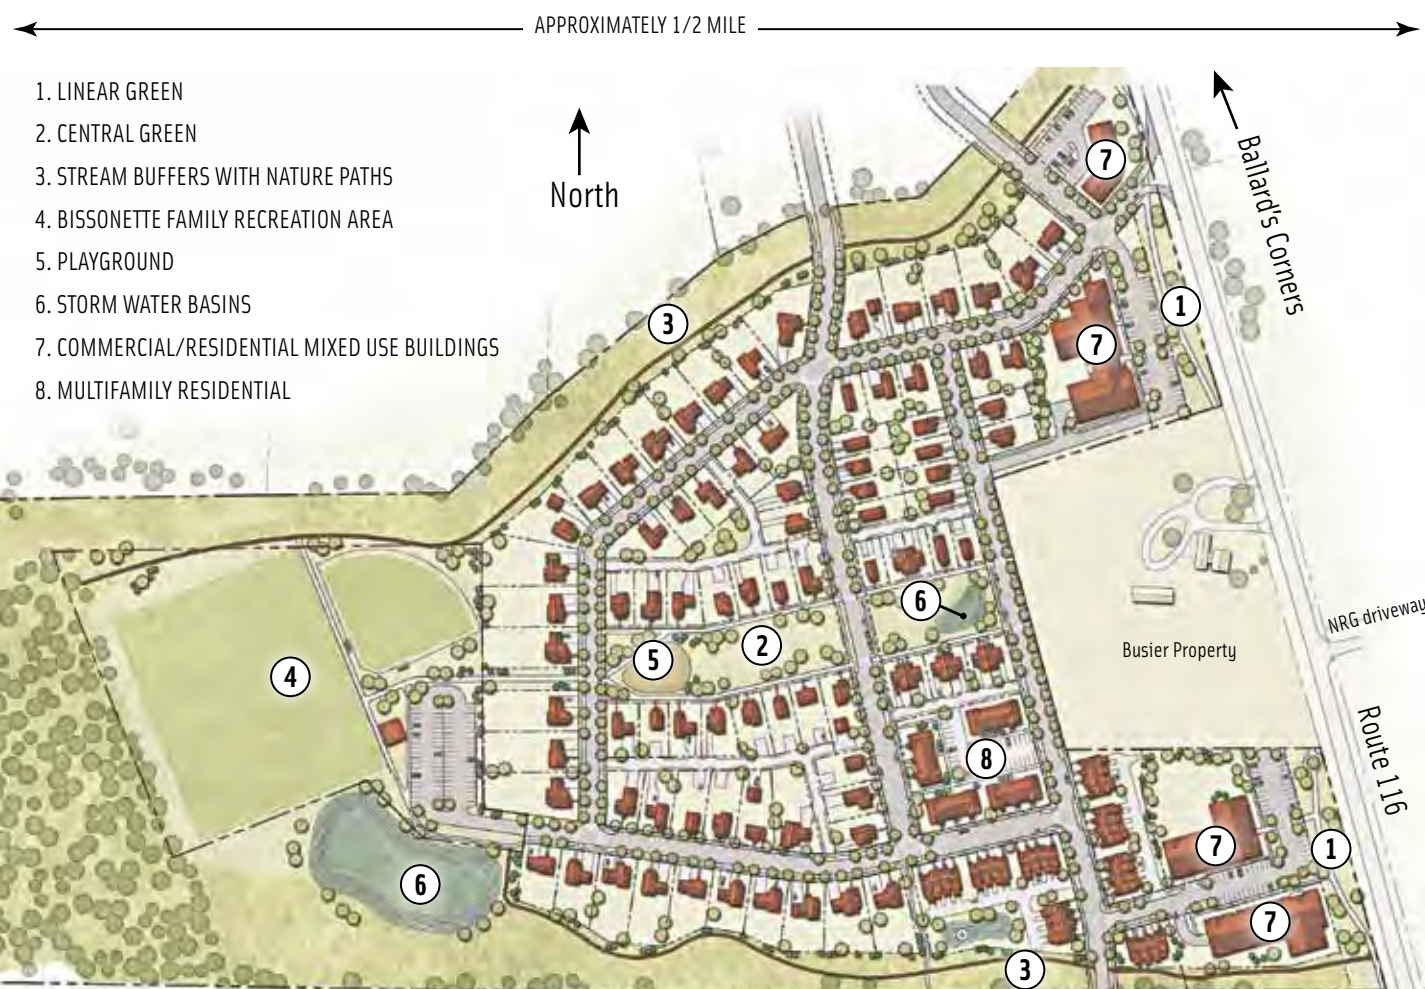 APPROXIMATELY 1/2 MILE
1. LINEAR GREEN
2. CENTRAL GREEN
3. STREAM BUFFERS WITH NATURE PATHS
4. BISSONETTE FAMILY RECREATION AREA
5. PLAYGROUND
6. STORM WATER BASINS
7. COMMERCIAL/RESIDENTIAL MIXED USE BUILDINGS
8. MULTIFAMILY RESIDENTIAL
North
Ballard's Corners
7
1
3
7
6
NRG driveway
2
Busier Property
5
4
Route 116
8
7
1
6
7
3